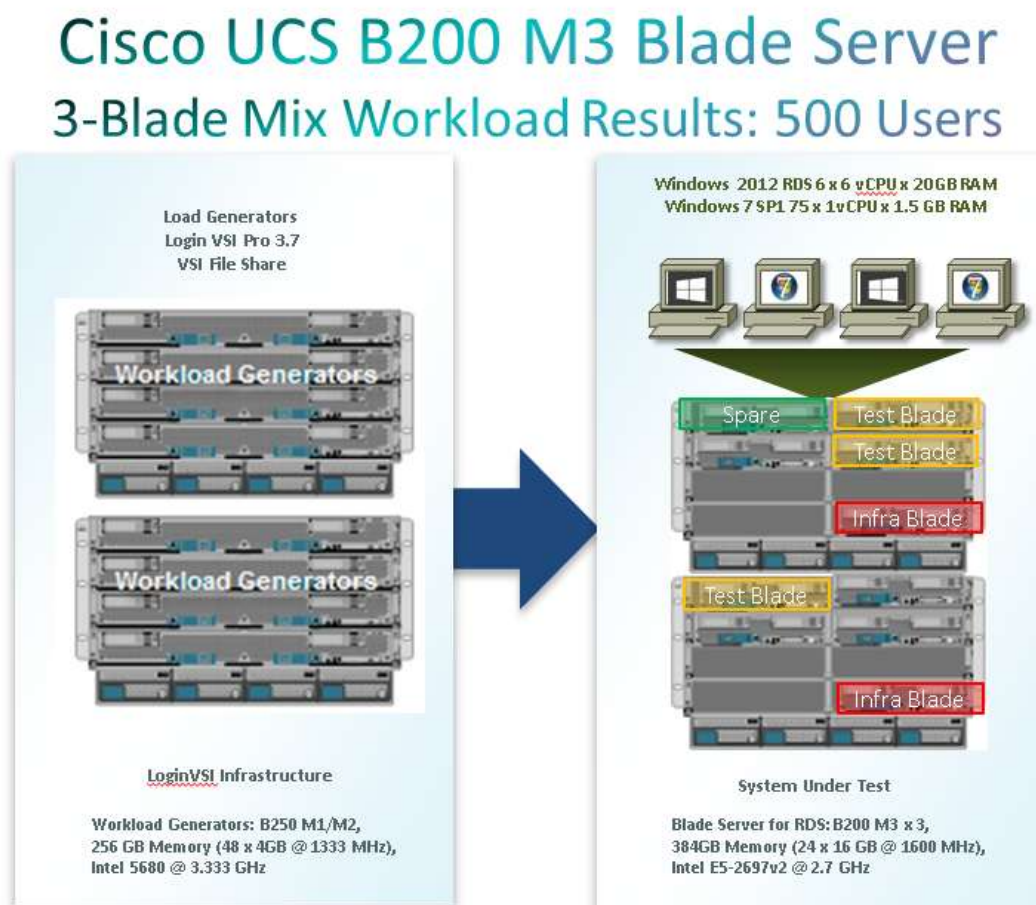 Cisco UCS B200 M3 Blade Server
3-Blade Mix Workload Results: 500 Users
Load Generators
Login VSI Pro 3.7
VSI File Share
Workload Generators
Workload Generators
LoginVSI Infrastructure
Workload Generators: B250 M1/M2,
256 GB Memory (48 x 4GB @ 1333 MHz),
Intel 5680 @ 3.333 GHz
Windows 2012 RDS 6 x 6 vCPU x 20GB RAM
Windows 7 SP1 75 x 1vCPU x 1.5 GB RAM
Spare
Test Blade
Test Blade
Infra Blade
Test Blade
Infra Blade
System Under Test
Blade Server for RDS: B200 M3 x 3,
384GB Memory (24 x 16 GB @ 1600 MHz),
Intel E5-2697v2 @ 2.7 GHz